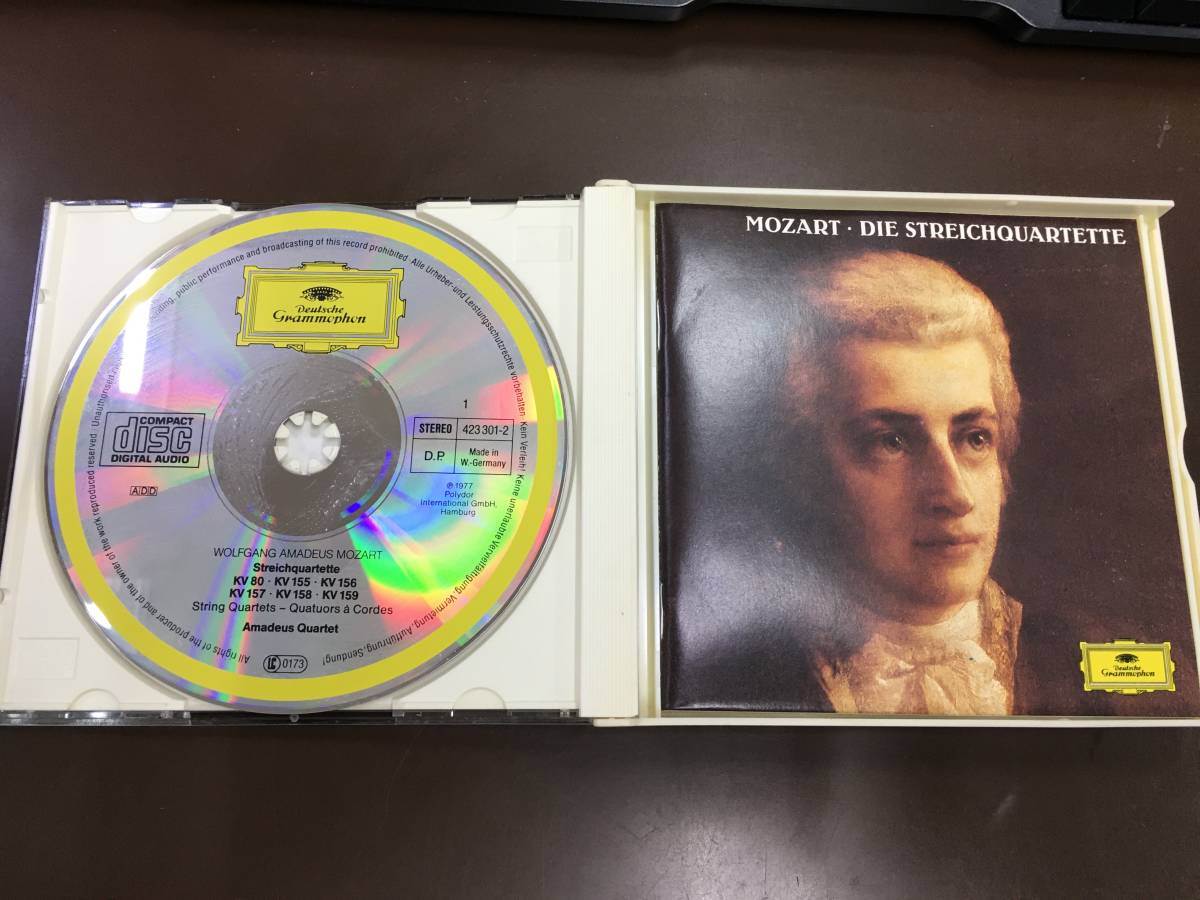 Deutsche
Grammophon
COMPACT
disc
DIGITAL AUDIO
ADD
1
STEREO 423 301-2
D.P. Made in
W.-Germany
℗ 1977
Polydor
International GmbH,
Hamburg
WOLFGANG AMADEUS MOZART
Streichquartette
KV 80 · KV 155 · KV 156
KV 157 · KV 158 · KV 159
String Quartets – Quatuors à Cordes
Amadeus Quartet
LC 0173
All rights of the producer and of the owner of the work reproduced reserved · Unauthorised public performance and broadcasting of this record prohibited · Alle Urheber- und Leistungsschutzrechte vorbehalten · Kein Verleih! Keine unerlaubte Vervielfältigung, Vermietung, Aufführung, Sendung!
MOZART · DIE STREICHQUARTETTE
Deutsche
Grammophon